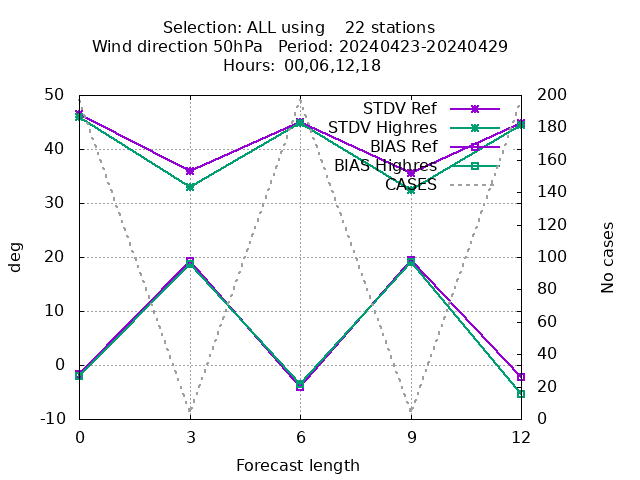 Selection: ALL using    22 stations
Wind direction 50hPa   Period: 20240423-20240429
Hours: 00,06,12,18
50
40
30
20
10
0
-10
deg
STDV Ref
STDV Highres
BIAS Ref
BIAS Highres
CASES
200
180
160
140
120
100
80
60
40
20
0
No cases
0 3 6 9 12
Forecast length